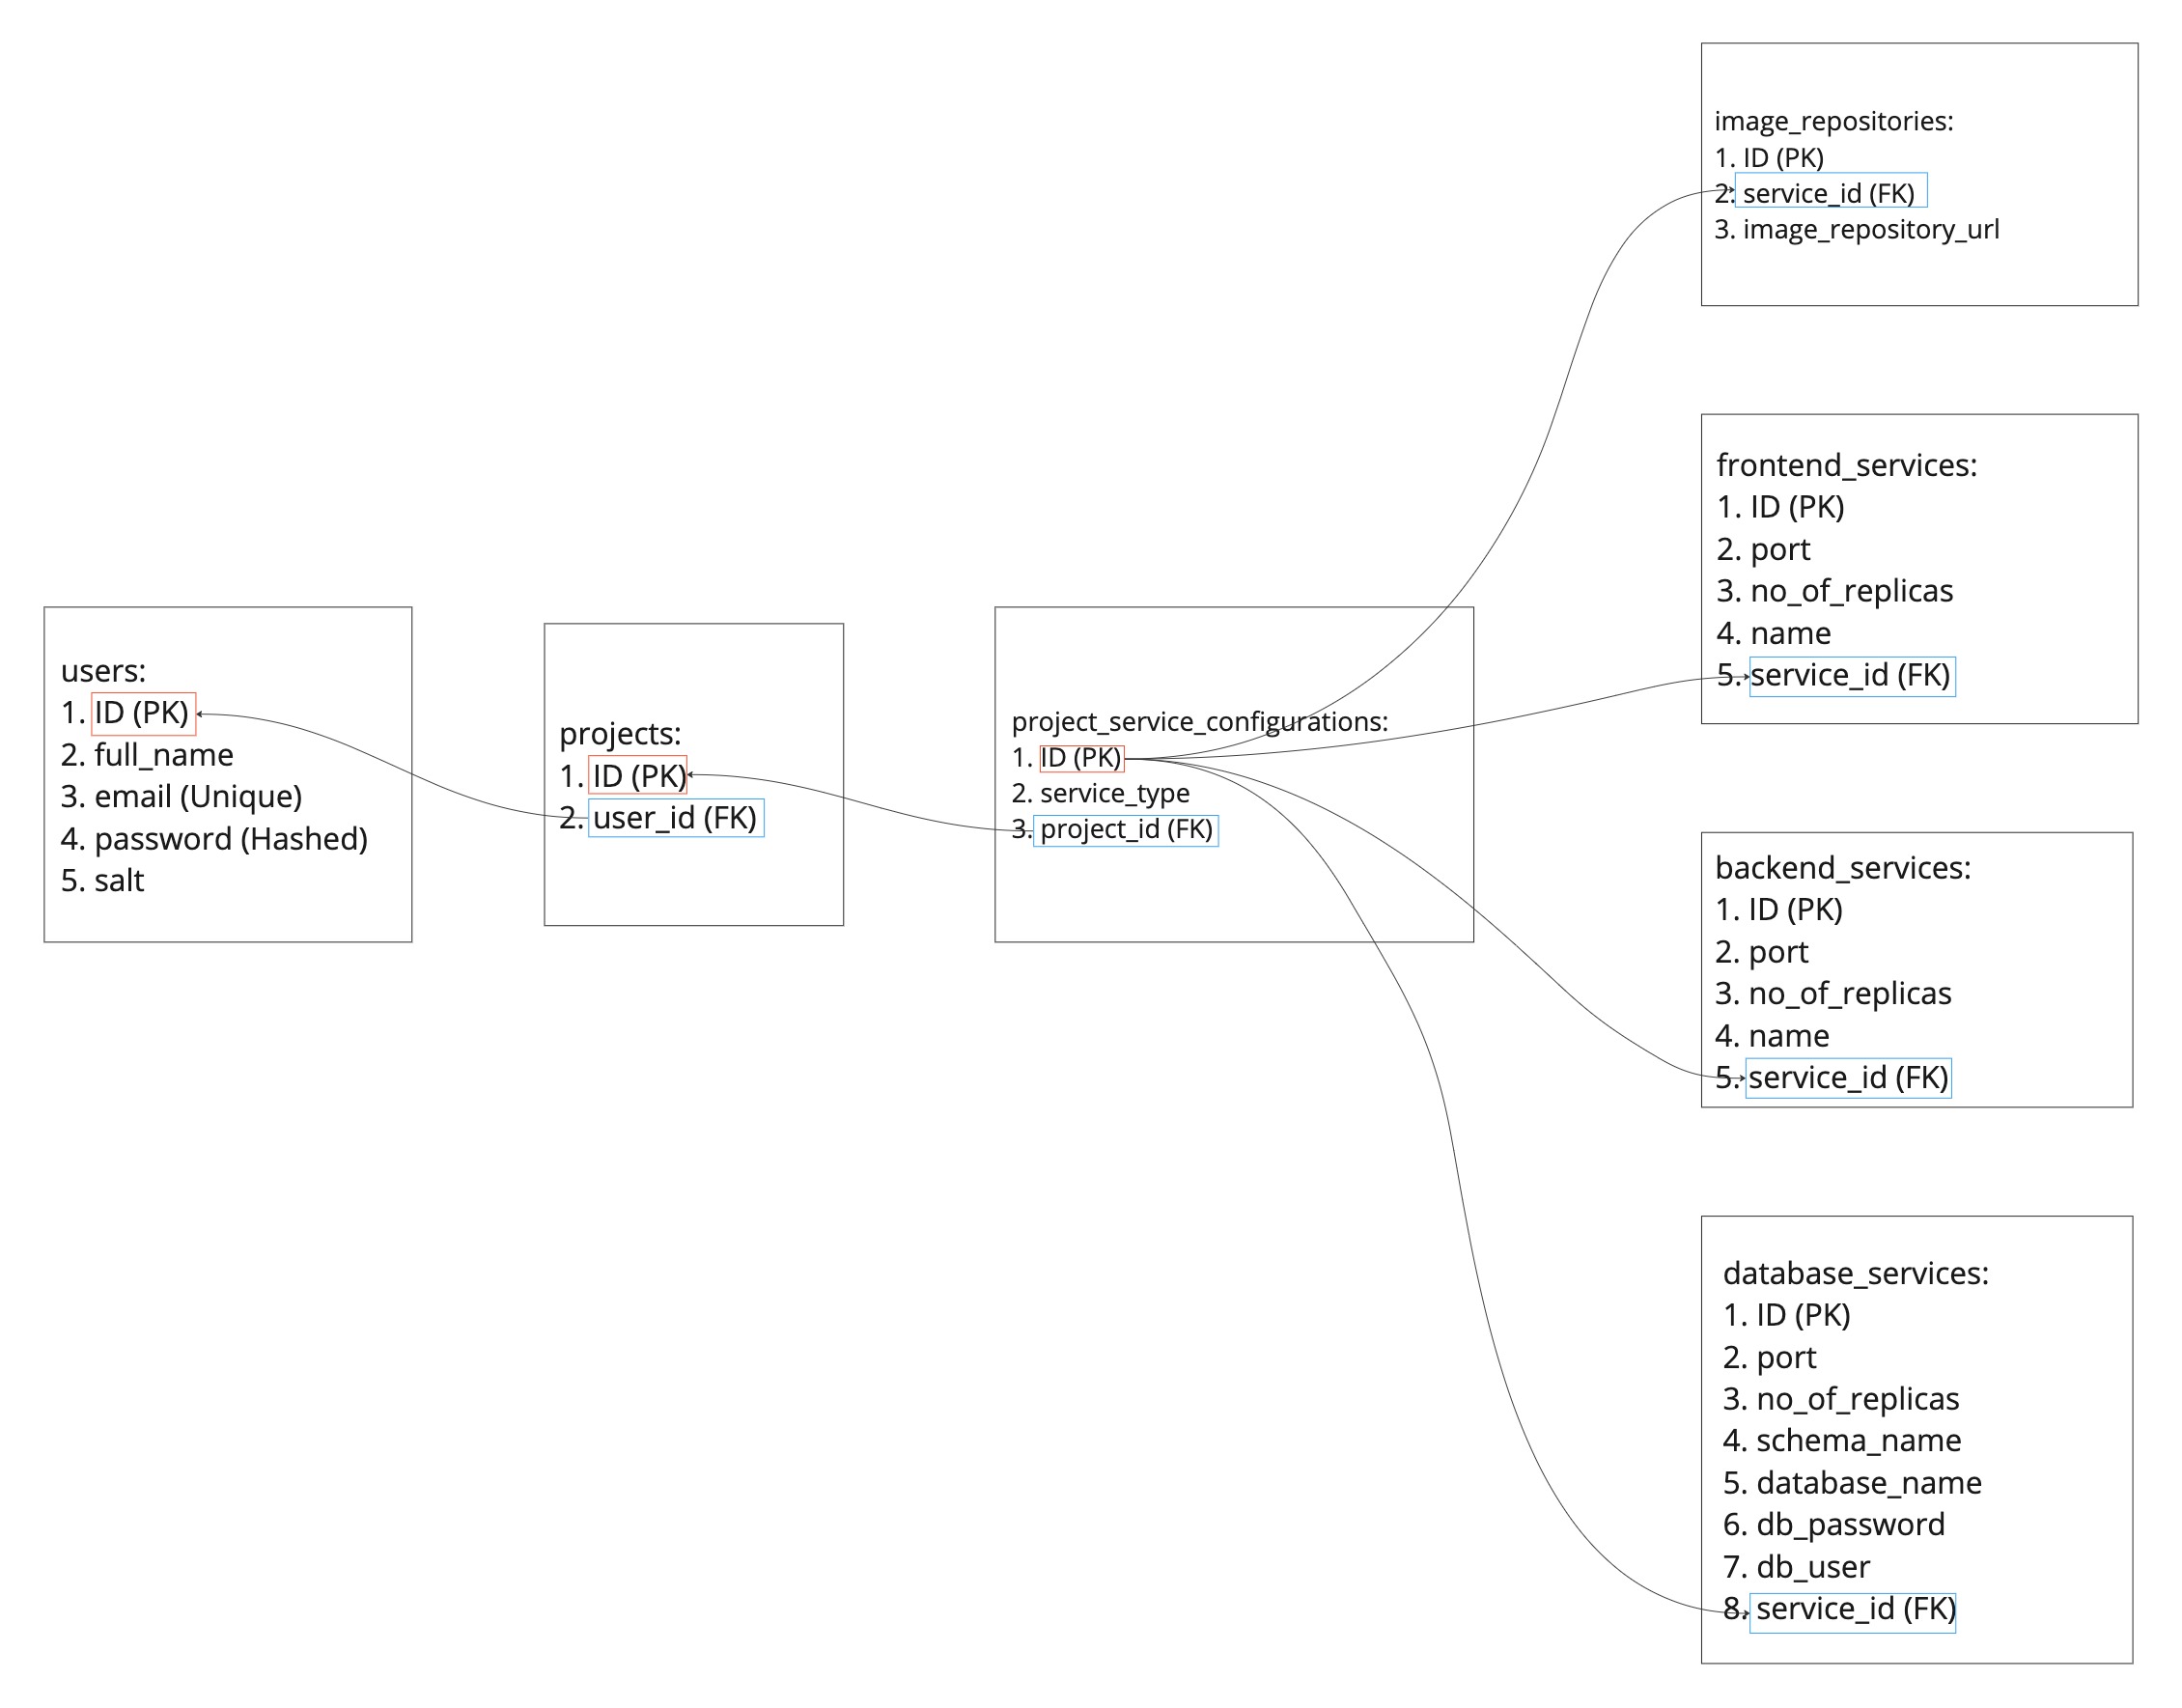 users:
1. ID (PK)
2. full_name
3. email (Unique)
4. password (Hashed)
5. salt
projects:
1. ID (PK)
2. user_id (FK)
project_service_configurations:
1. ID (PK)
2. service_type
3. project_id (FK)
image_repositories:
1. ID (PK)
2. service_id (FK)
3. image_repository_url
frontend_services:
1. ID (PK)
2. port
3. no_of_replicas
4. name
5. service_id (FK)
backend_services:
1. ID (PK)
2. port
3. no_of_replicas
4. name
5. service_id (FK)
database_services:
1. ID (PK)
2. port
3. no_of_replicas
4. schema_name
5. database_name
6. db_password
7. db_user
8. service_id (FK)